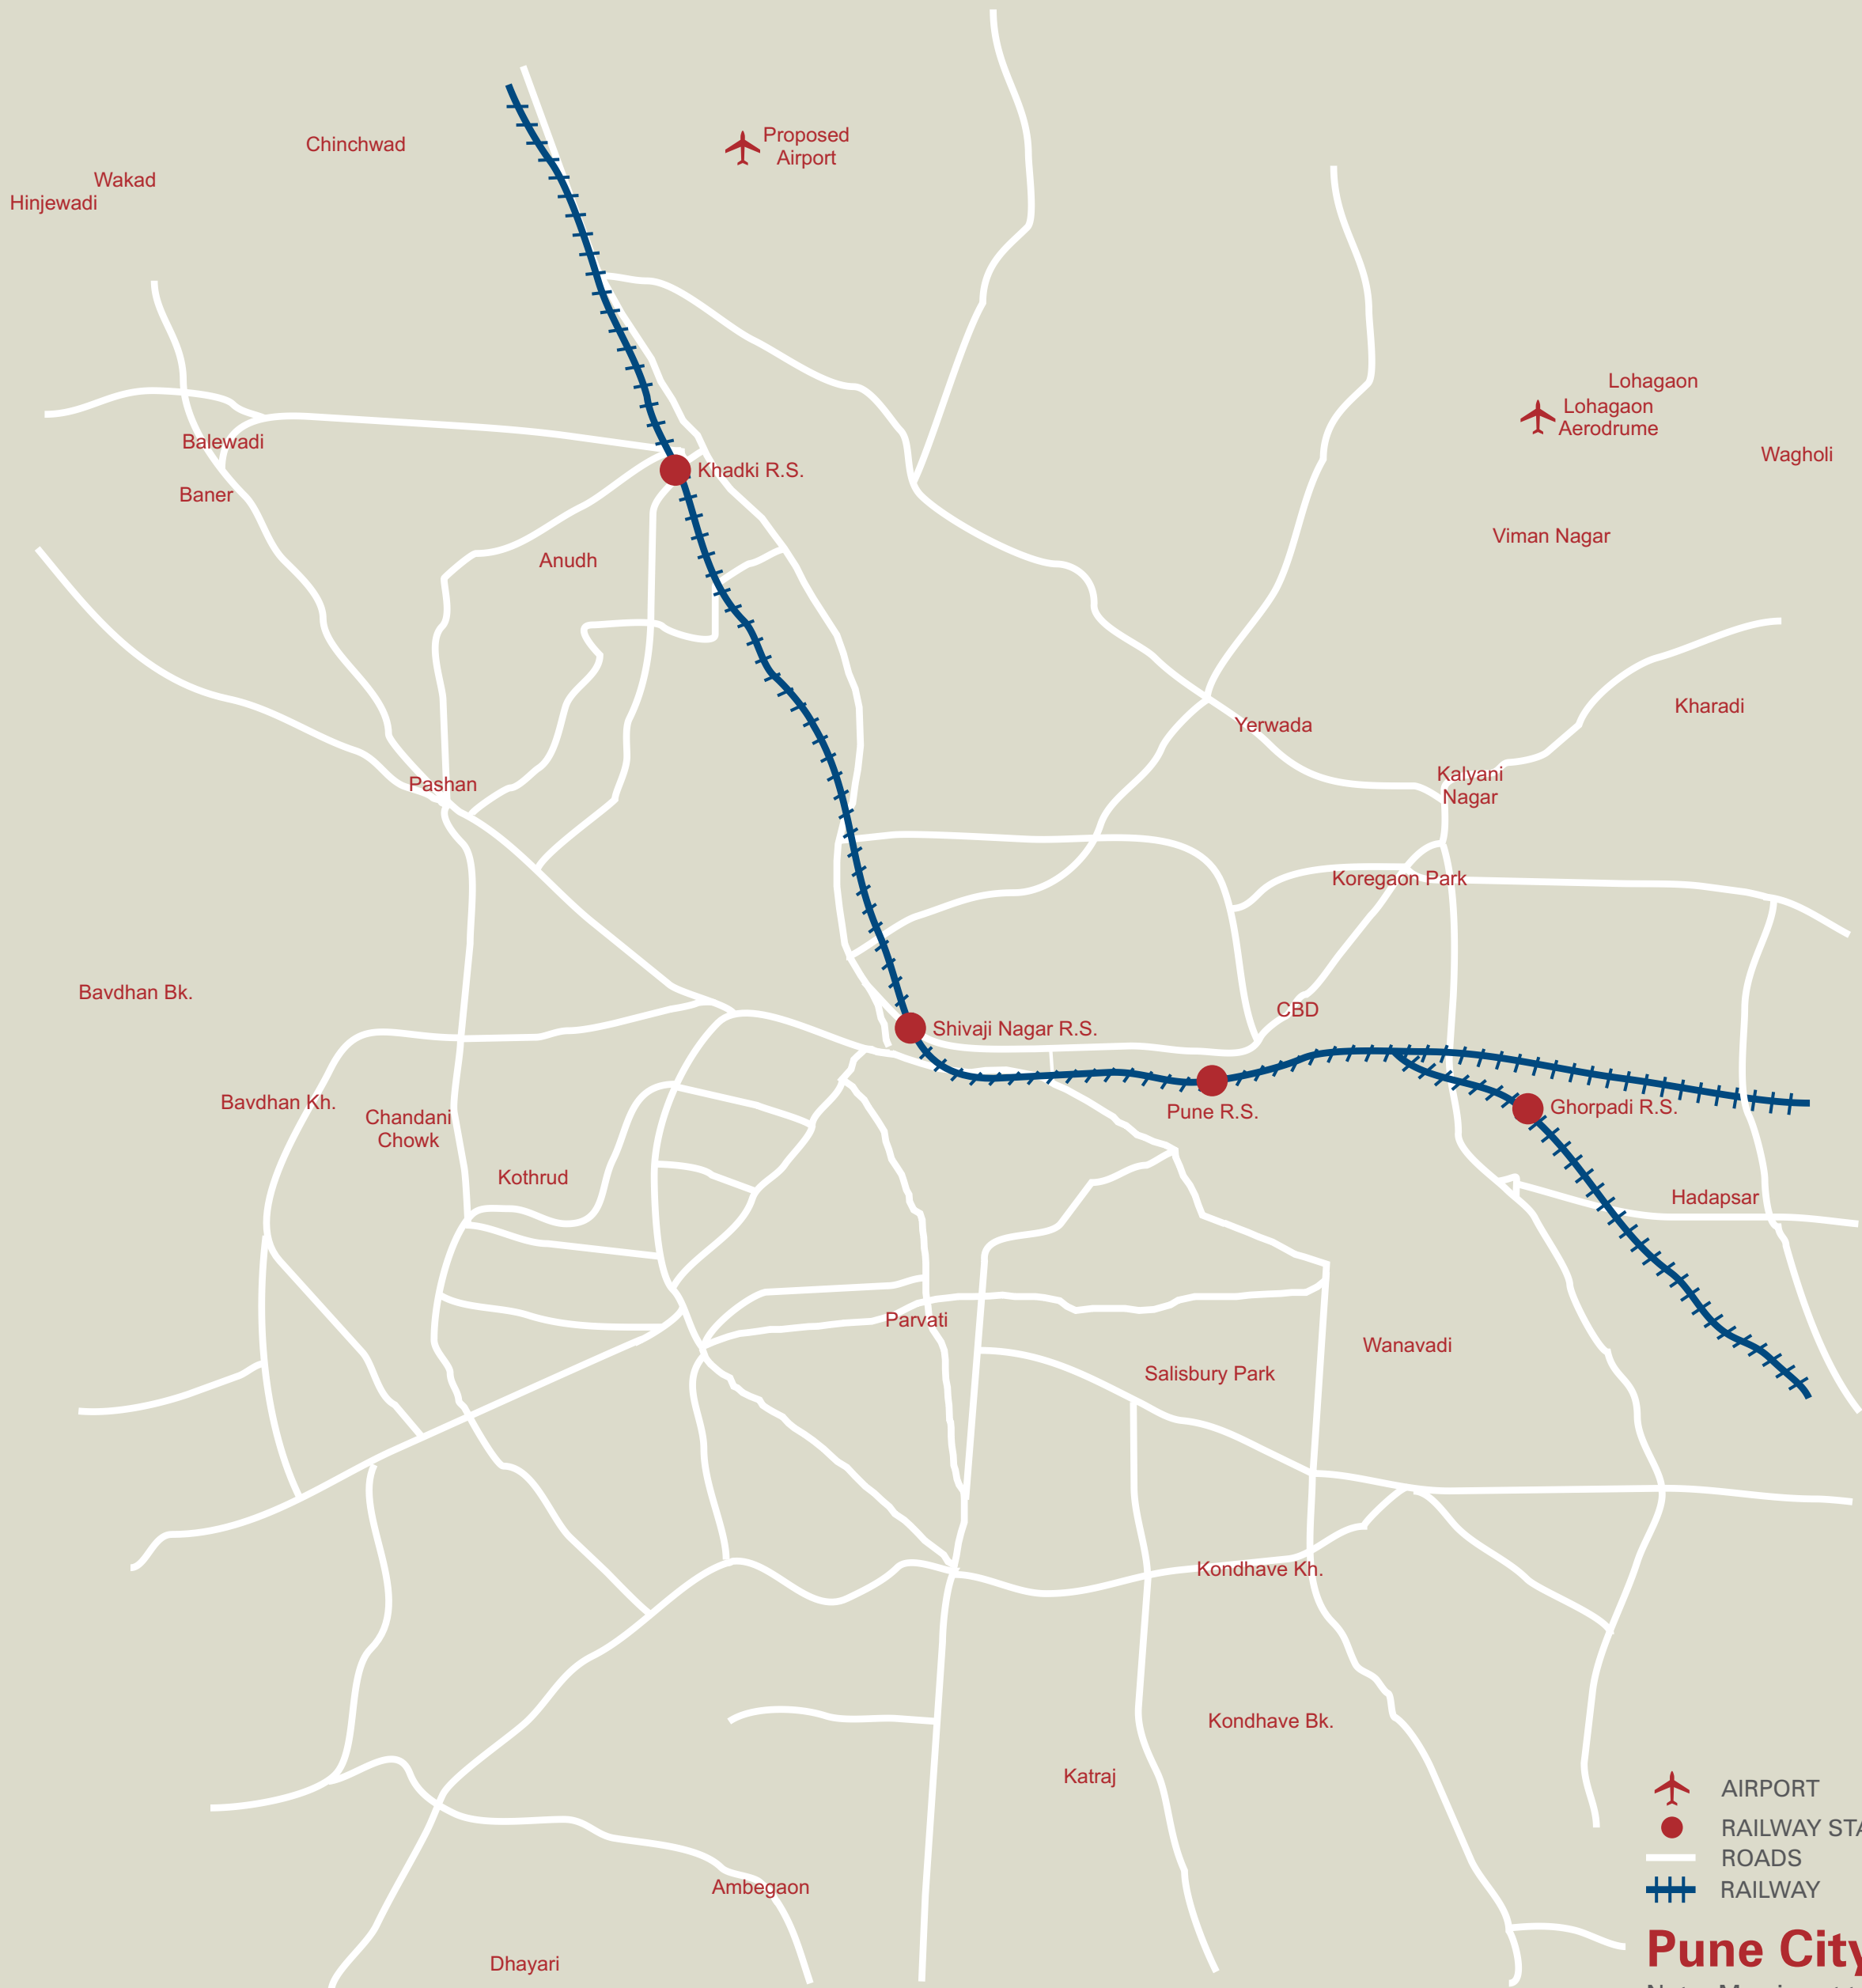 Proposed
Airport
Chinchwad
Wakad
Hinjewadi
Lohagaon
Lohagaon
Aerodrume
Balewadi
Wagholi
Khadki R.S.
Baner
Viman Nagar
Anudh
Kharadi
Yerwada
Kalyani
Nagar
Pashan
Koregaon Park
Bavdhan Bk.
CBD
Shivaji Nagar R.S.
Bavdhan Kh.
Pune R.S.
Ghorpadi R.S.
Chandani
Chowk
Kothrud
Hadapsar
Parvati
Wanavadi
Salisbury Park
Kondhave Kh.
Kondhave Bk.
Katraj
Ambegaon
Dhayari
AIRPORT
RAILWAY STA
ROADS
RAILWAY
Pune City